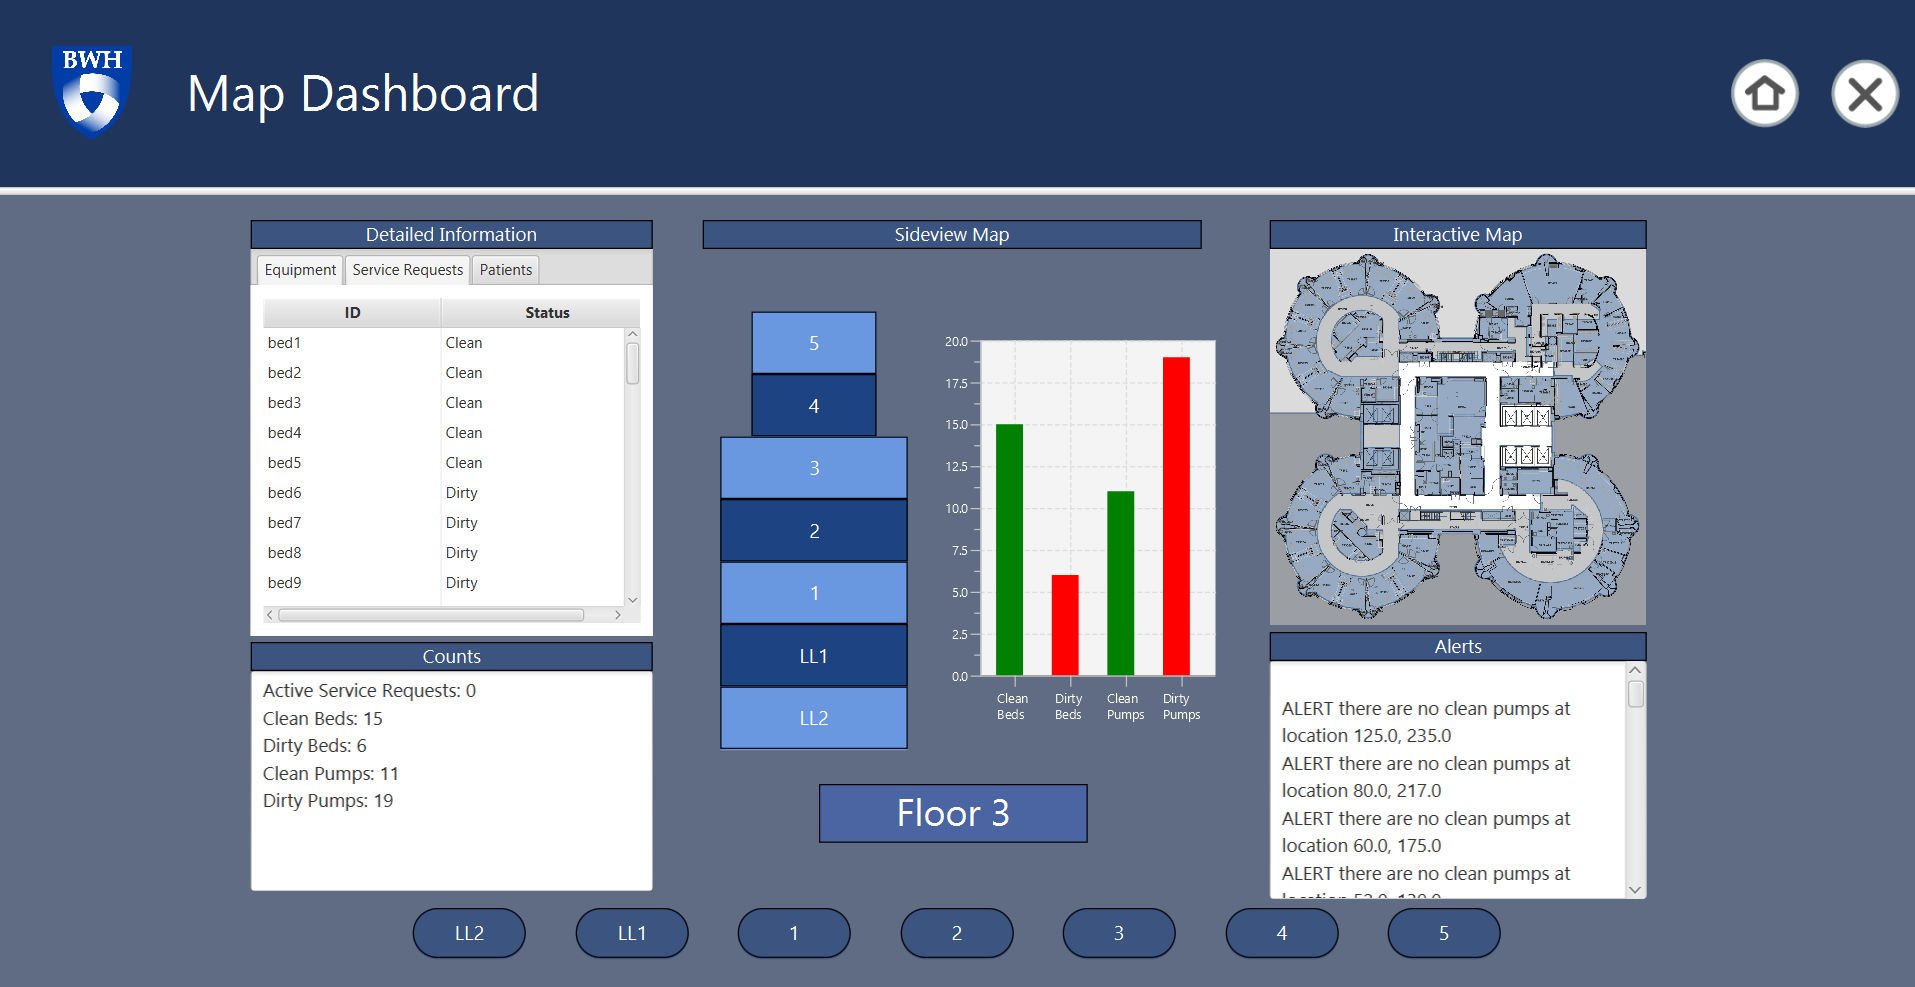 BWH
Map Dashboard
Detailed Information
Equipment
Service Requests
Patients
ID
Status
bed1
Clean
bed2
Clean
bed3
Clean
bed4
Clean
bed5
Clean
bed6
Dirty
bed7
Dirty
bed8
Dirty
bed9
Dirty
Counts
Active Service Requests: 0
Clean Beds: 15
Dirty Beds: 6
Clean Pumps: 11
Dirty Pumps: 19
Sideview Map
5
4
3
2
1
LL1
LL2
20.0
17.5
15.0
12.5
10.0
7.5
5.0
2.5
0.0
Clean
Beds
Dirty
Beds
Clean
Pumps
Dirty
Pumps
Floor 3
Interactive Map
Alerts
ALERT there are no clean pumps at
location 125.0, 235.0
ALERT there are no clean pumps at
location 80.0, 217.0
ALERT there are no clean pumps at
location 60.0, 175.0
ALERT there are no clean pumps at
LL2
LL1
1
2
3
4
5